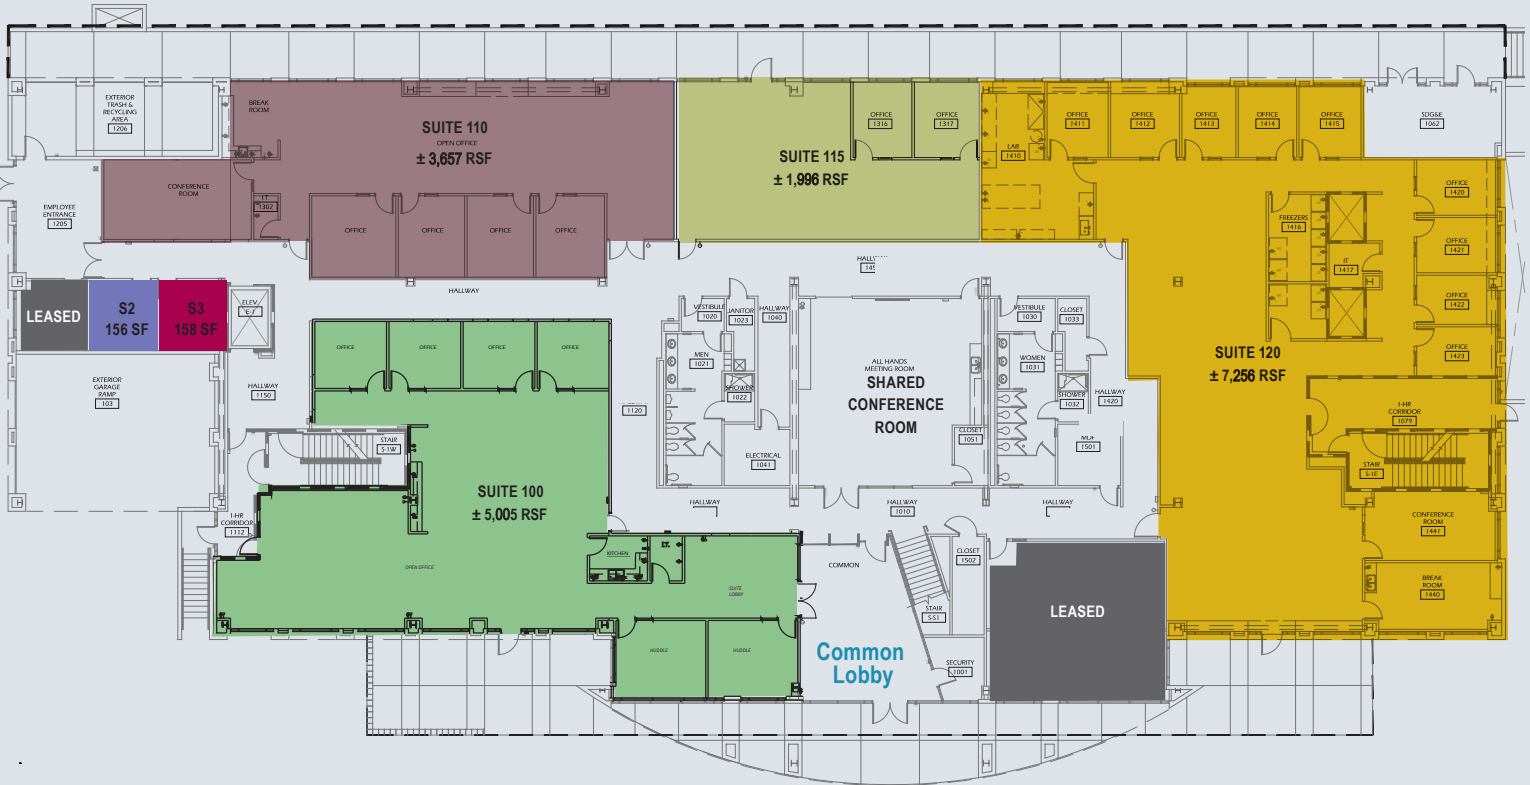 EXTERIOR
TRASH &
RECYCLING
AREA
1206
BREAK
ROOM
SUITE 110
OPEN OFFICE
± 3,657 RSF
SUITE 115
± 1,996 RSF
OFFICE
1316
OFFICE
1317
LAB
1410
OFFICE
1411
OFFICE
1412
OFFICE
1413
OFFICE
1414
OFFICE
1415
SDG&E
1062
CONFERENCE
ROOM
I.T.
1302
EMPLOYEE
ENTRANCE
1205
OFFICE
OFFICE
OFFICE
OFFICE
FREEZERS
1416
IT
1417
OFFICE
1420
OFFICE
1421
OFFICE
1422
OFFICE
1423
LEASED
S2
156 SF
S3
158 SF
ELEV.
HALLWAY
VESTIBULE
1020
JANITOR
1023
HALLWAY
1040
VESTIBULE
1030
CLOSET
1033
OFFICE
OFFICE
OFFICE
OFFICE
MEN
1021
SHOWER
1022
ALL HANDS
MEETING ROOM
SHARED
CONFERENCE
ROOM
WOMEN
1031
SHOWER
1032
HALLWAY
1420
SUITE 120
± 7,256 RSF
EXTERIOR
GARAGE
RAMP
103
HALLWAY
1150
1120
STAIR
S-1W
ELECTRICAL
1041
CLOSET
1051
1501
1-HR
CORRIDOR
1079
STAIR
S-1E
SUITE 100
± 5,005 RSF
HALLWAY
HALLWAY
1010
HALLWAY
1-HR
CORRIDOR
1112
CONFERENCE
ROOM
1441
KITCHEN
I.T.
COMMON
CLOSET
1502
OPEN OFFICE
SUITE
LOBBY
BREAK
ROOM
1440
STAIR
S-S1
LEASED
HUDDLE
HUDDLE
Common
Lobby
SECURITY
1001